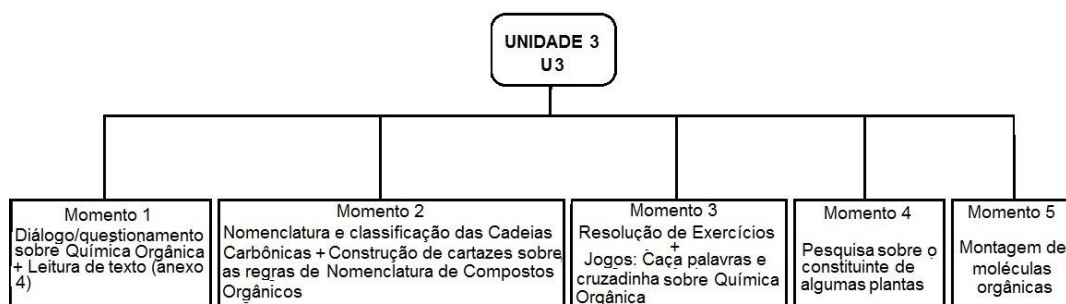 UNIDADE 3
U3
Momento 1
Diálogo/questionamento
sobre Química Orgânica
+ Leitura de texto (anexo
4)
Momento 2
Nomenclatura e classificação das Cadeias
Carbônicas + Construção de cartazes sobre
as regras de Nomenclatura de Compostos
Orgânicos
Momento 3
Resolução de Exercícios
+
Jogos: Caça palavras e
cruzadinha sobre Química
Orgânica
Momento 4
Pesquisa sobre o
constituinte de
algumas plantas
Momento 5
Montagem de
moléculas
orgânicas